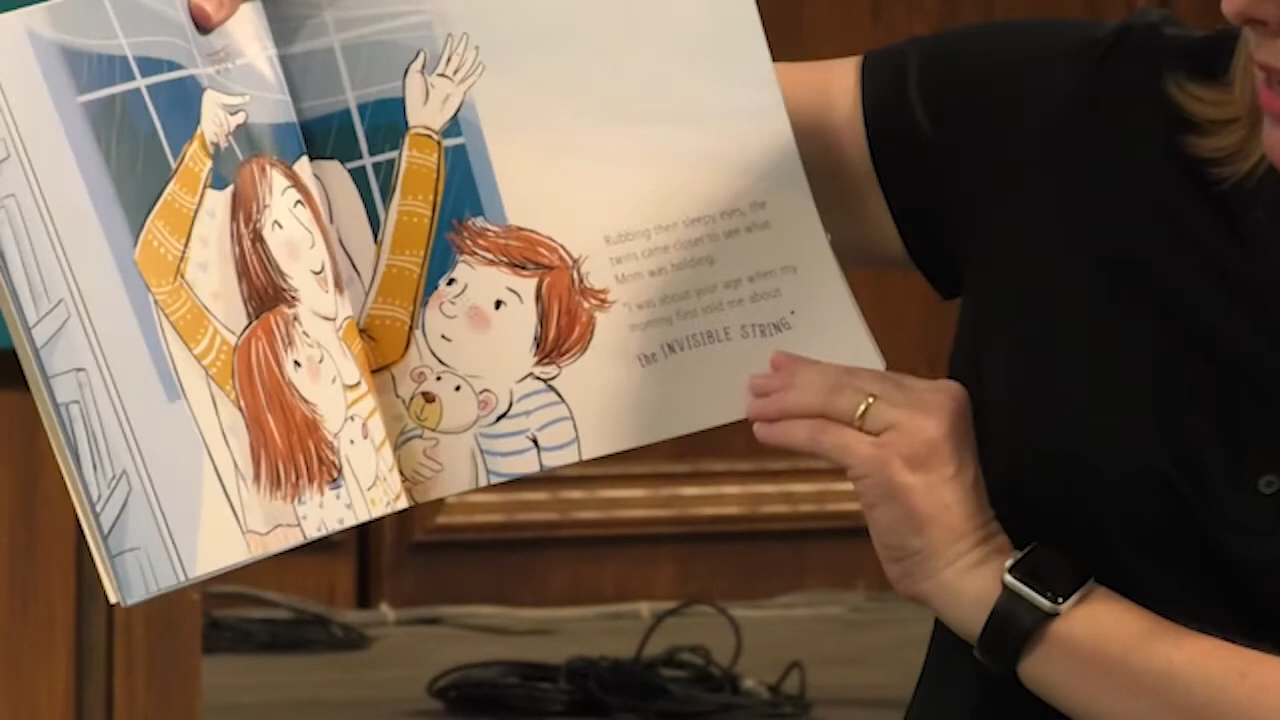 Rubbing their sleepy eyes, the
twins came closer to see what
Mom was holding.
"I was about your age when my
mommy first told me about
the INVISIBLE STRING."